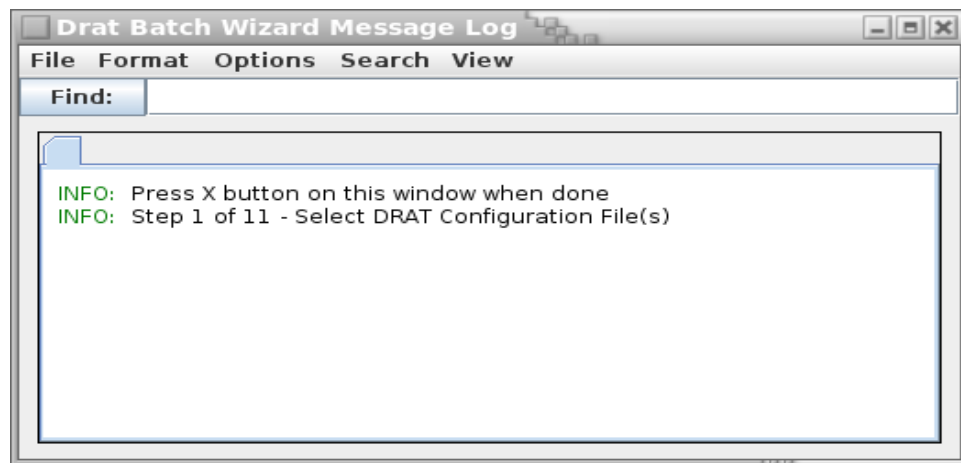 Drat Batch Wizard Message Log
File Format Options Search View
Find:
INFO: Press X button on this window when done
INFO: Step 1 of 11 - Select DRAT Configuration File(s)